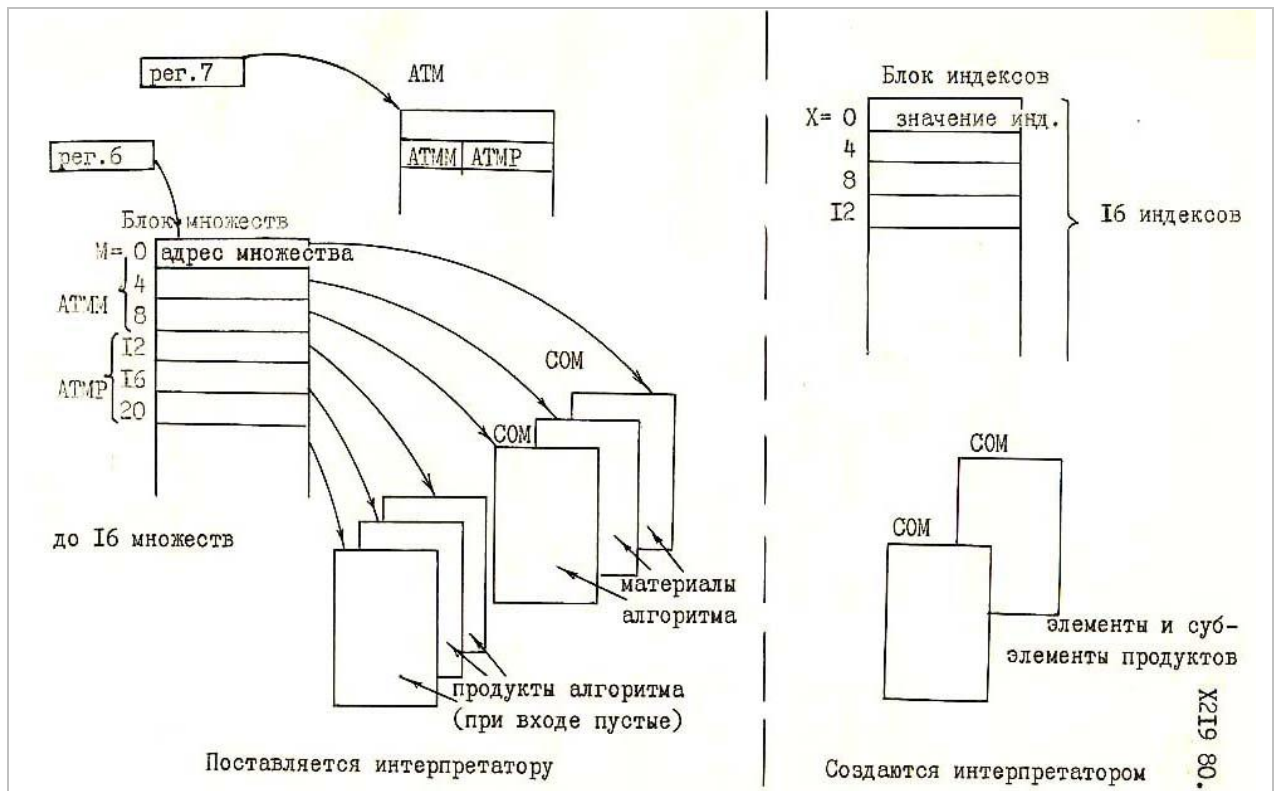 рег.7
АТМ
АТММ АТМР
рег.6
Блок множеств
М= 0 адрес множества
4
8
АТММ
I2
I6
20
АТМР
до I6 множеств
СОМ
СОМ
материалы
алгоритма
продукты алгоритма
(при входе пустые)
Поставляется интерпретатору
Блок индексов
X= 0 значение инд.
4
8
I2
I6 индексов
СОМ
СОМ
элементы и суб-
элементы продуктов
Создаются интерпретатором
X2I9 80.